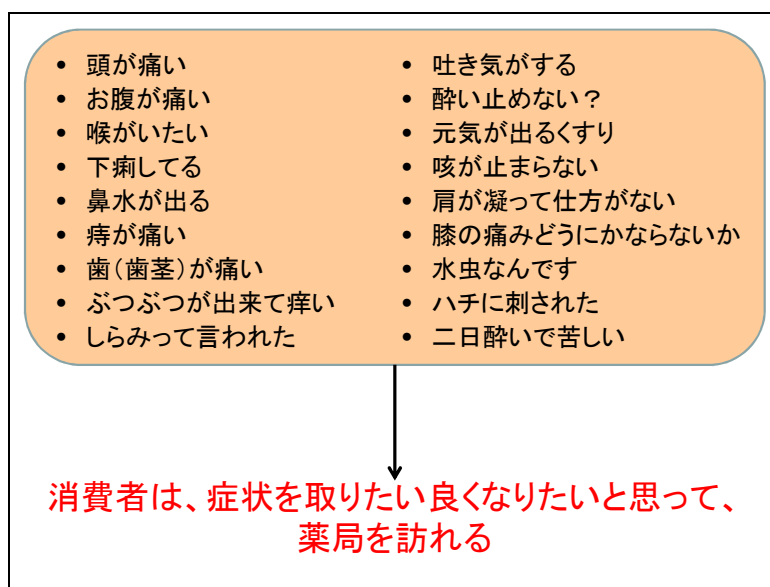 • 頭が痛い
• お腹が痛い
• 喉がいたい
• 下痢してる
• 鼻水が出る
• 痔が痛い
• 歯(歯茎)が痛い
• ぶつぶつが出来て痒い
• しらみって言われた
• 吐き気がする
• 酔い止めない？
• 元気が出るくすり
• 咳が止まらない
• 肩が凝って仕方がない
• 膝の痛みどうにかならないか
• 水虫なんです
• ハチに刺された
• 二日酔いで苦しい
消費者は、症状を取りたい良くなりたいと思って、
薬局を訪れる